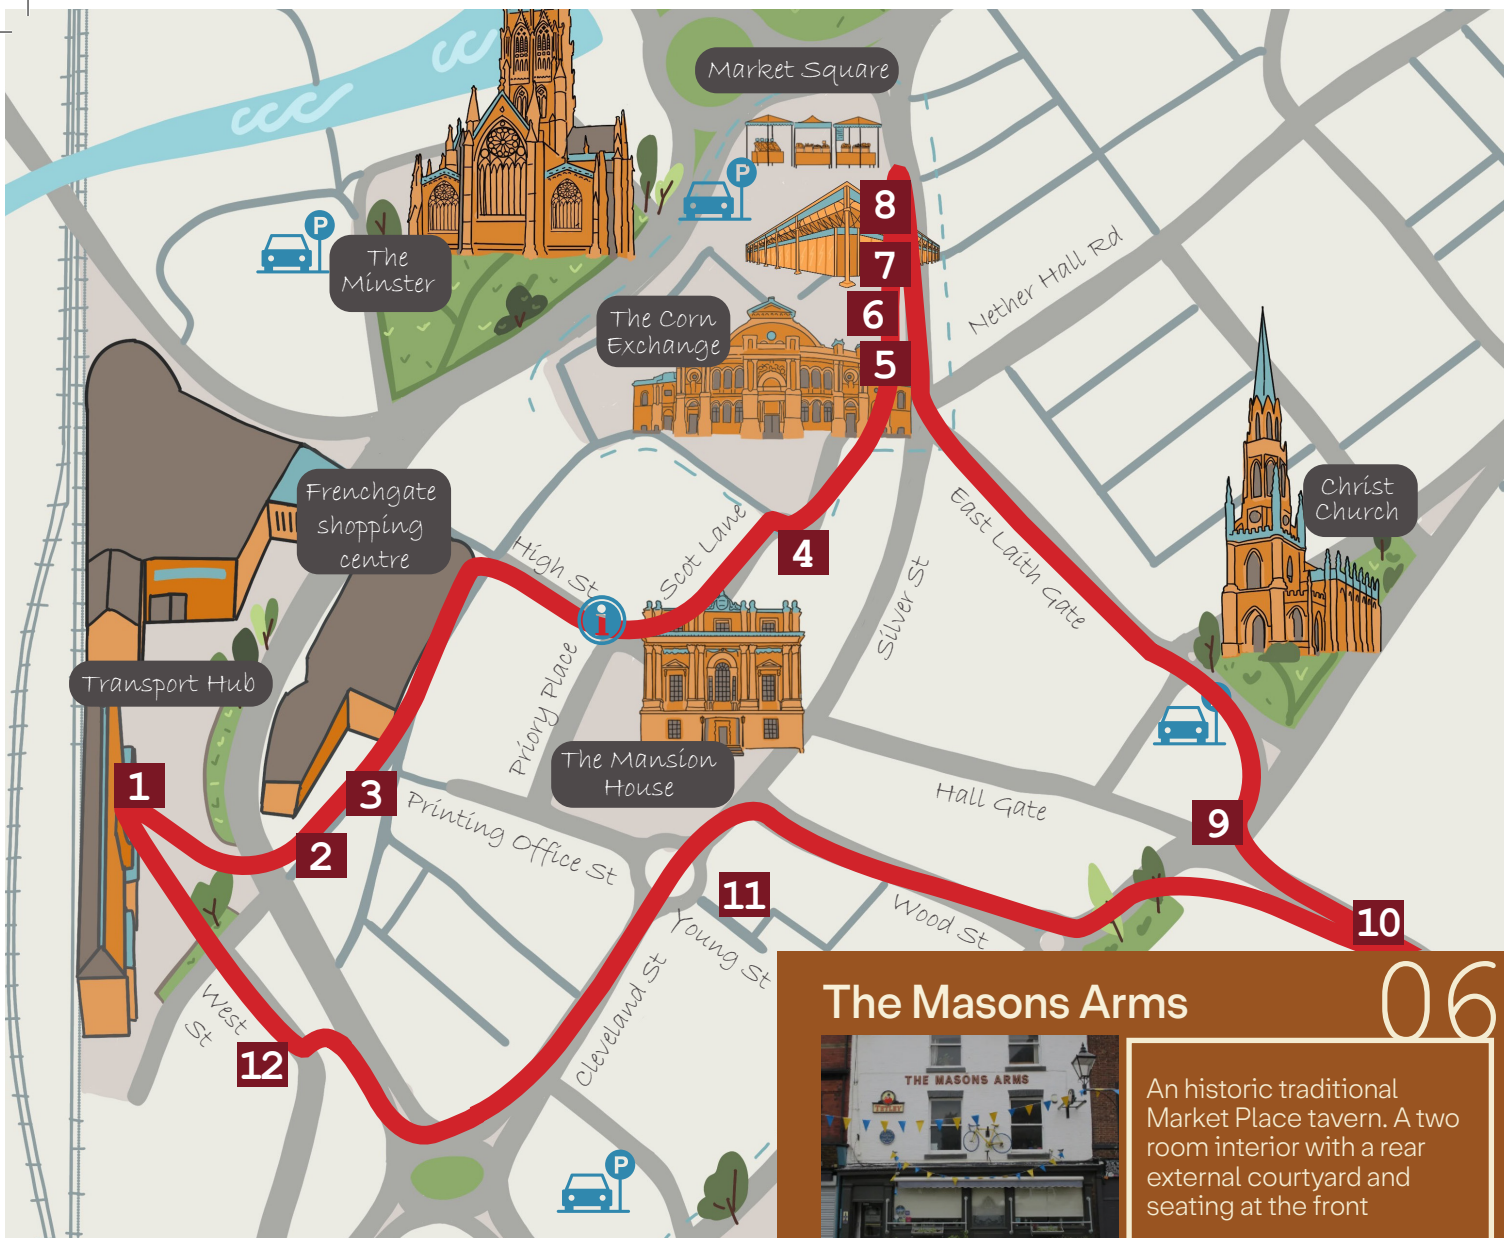 Market Square
P
P
The
Minster
8
7
6
5
The Corn
Exchange
Nether Hall Rd
Frenchgate
shopping
centre
Christ
Church
High St
Scot Lane
4
East Laith Gate
Silver St
i
Priory Place
Transport Hub
The Mansion
House
1
3
2
Printing Office St
Hall Gate
9
11
Wood St
10
Young St
Cleveland St
West
St
12
P
The Masons Arms
06
THE MASONS ARMS
An historic traditional
Market Place tavern. A two
room interior with a rear
external courtyard and
seating at the front